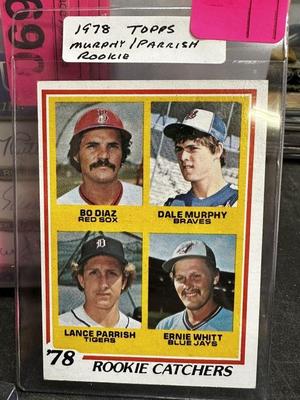 1978 TOPPS
MURPHY/PARRISH
ROOKIE
BO DIAZ
RED SOX
DALE MURPHY
BRAVES
LANCE PARRISH
TIGERS
ERNIE WHITT
BLUE JAYS
'78
ROOKIE CATCHERS